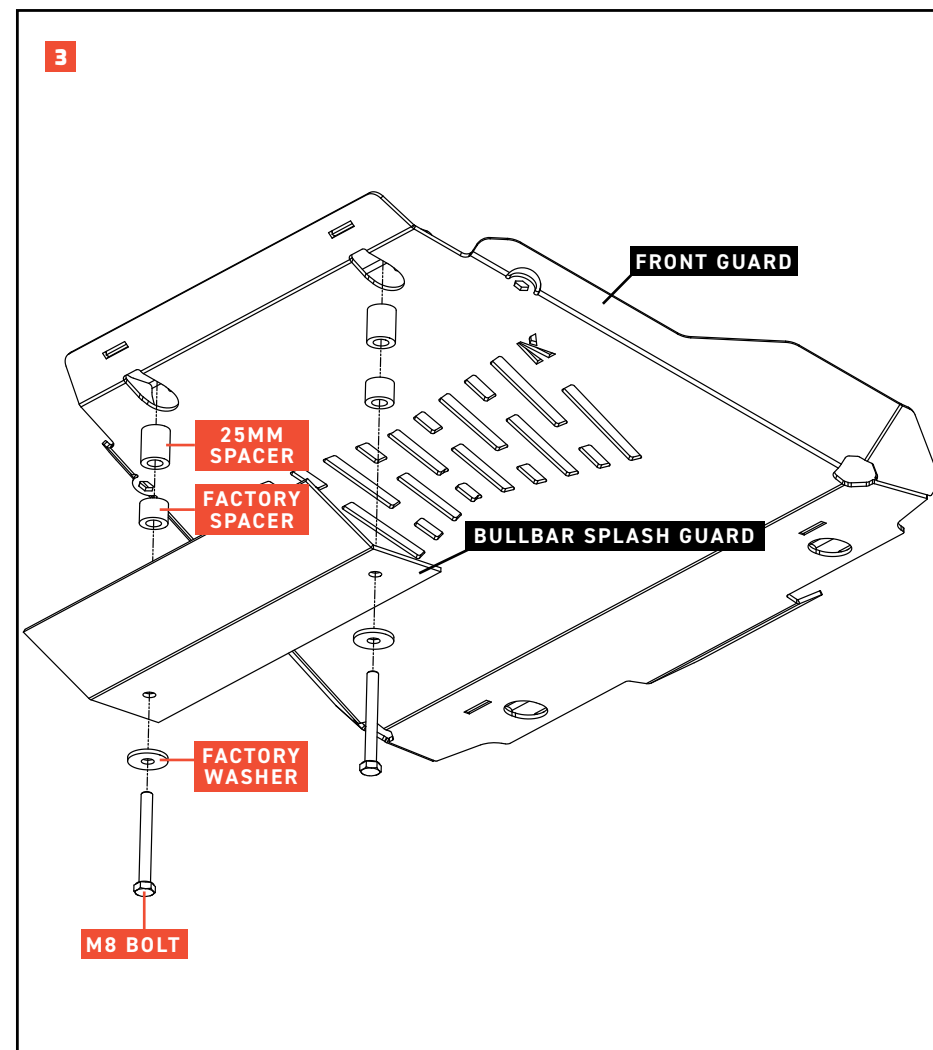 3
FRONT GUARD
25MM
SPACER
FACTORY
SPACER
BULLBAR SPLASH GUARD
FACTORY
WASHER
M8 BOLT